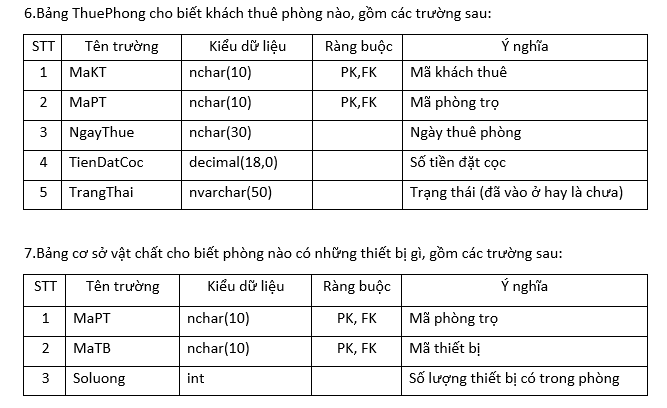 6.Bảng ThuePhong cho biết khách thuê phòng nào, gồm các trường sau:
STT Tên trường Kiểu dữ liệu Ràng buộc Ý nghĩa
1 MaKT nchar(10) PK,FK Mã khách thuê
2 MaPT nchar(10) PK,FK Mã phòng trọ
3 NgayThue nchar(30) Ngày thuê phòng
4 TienDatCoc decimal(18,0) Số tiền đặt cọc
5 TrangThai nvarchar(50) Trạng thái (đã vào ở hay là chưa)
7.Bảng cơ sở vật chất cho biết phòng nào có những thiết bị gì, gồm các trường sau:
STT Tên trường Kiểu dữ liệu Ràng buộc Ý nghĩa
1 MaPT nchar(10) PK, FK Mã phòng trọ
2 MaTB nchar(10) PK, FK Mã thiết bị
3 Soluong int Số lượng thiết bị có trong phòng